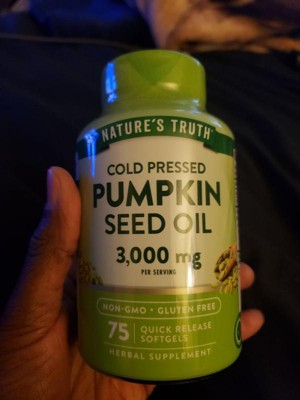 NATURE'S TRUTH
COLD PRESSED
PUMPKIN
SEED OIL
3,000 mg
PER SERVING
NON-GMO • GLUTEN FREE
75 QUICK RELEASE
SOFTGELS
HERBAL SUPPLEMENT